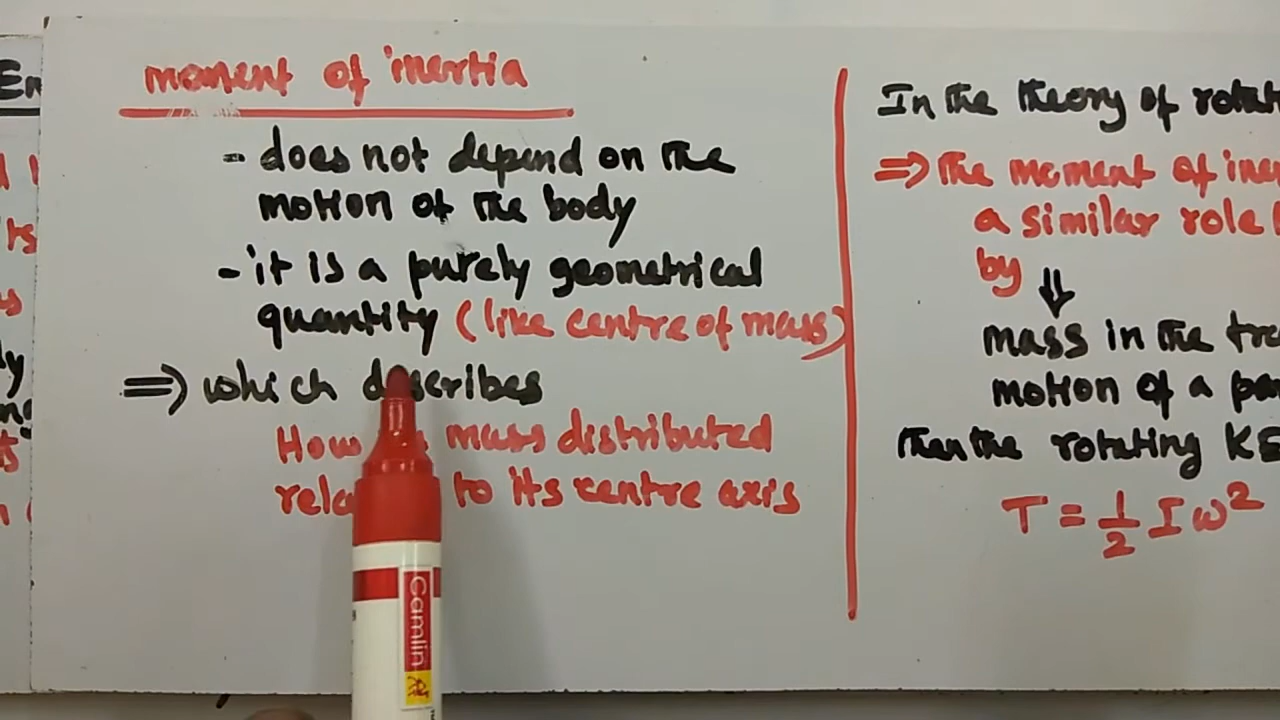 moment of inertia
- does not depend on the
motion of the body
- it is a purely geometrical
quantity (like centre of mass)
=> which describes
How mass distributed
to its centre axis
In the theory of
=> The moment of
a similar role
by ⇓
mass in the
motion of a
then the rotating KE
T = 1/2 I ω²
Camlin